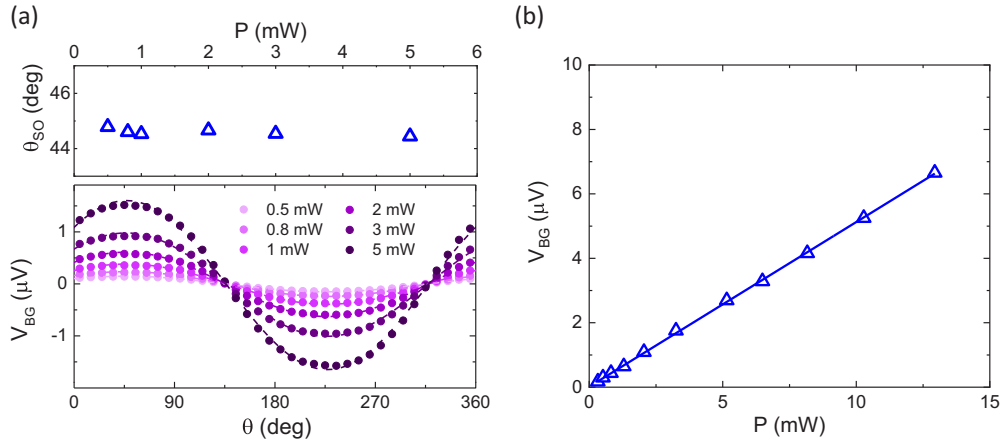 (a)
P (mW)
0 1 2 3 4 5 6
46
44
θSO (deg)
1
0
-1
VBG (μV)
0.5 mW 2 mW
0.8 mW 3 mW
1 mW 5 mW
0 90 180 270 360
θ (deg)
(b)
10
8
6
4
2
0
VBG (μV)
0 5 10 15
P (mW)